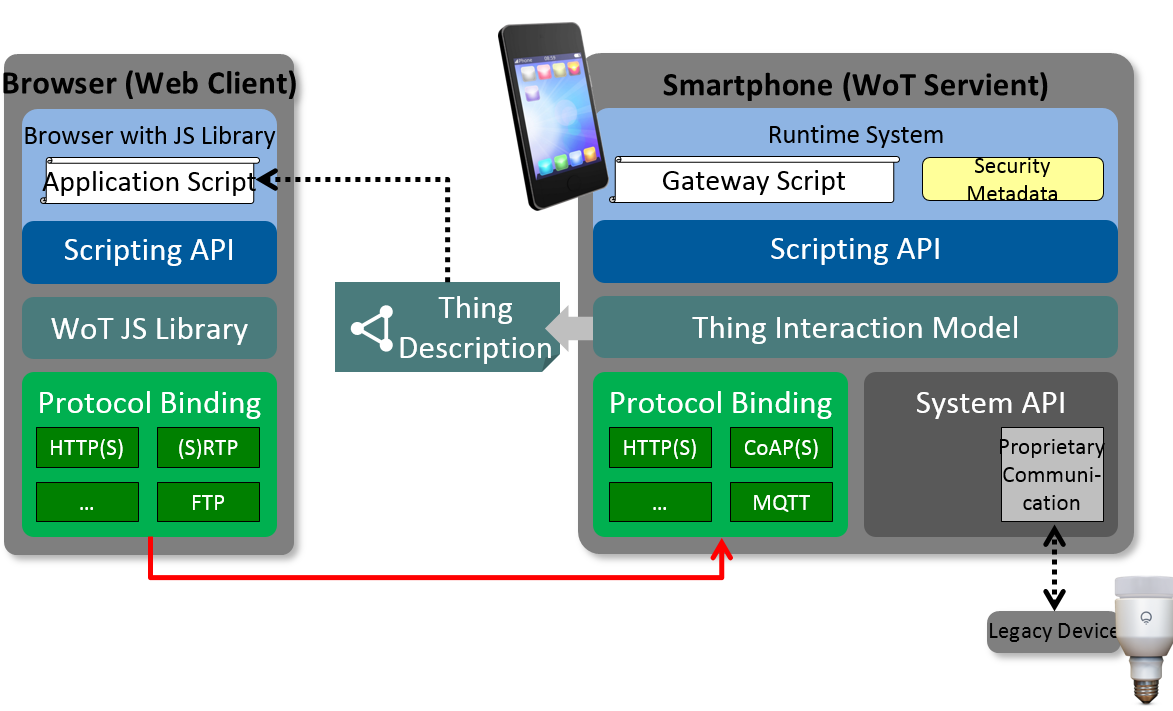 Browser (Web Client)
Browser with JS Library
Application Script
Scripting API
WoT JS Library
Protocol Binding
HTTP(S)
(S)RTP
...
FTP
Thing
Description
Smartphone (WoT Servient)
Runtime System
Gateway Script
Security
Metadata
Scripting API
Thing Interaction Model
Protocol Binding
HTTP(S)
CoAP(S)
...
MQTT
System API
Proprietary
Communi-
cation
Legacy Device